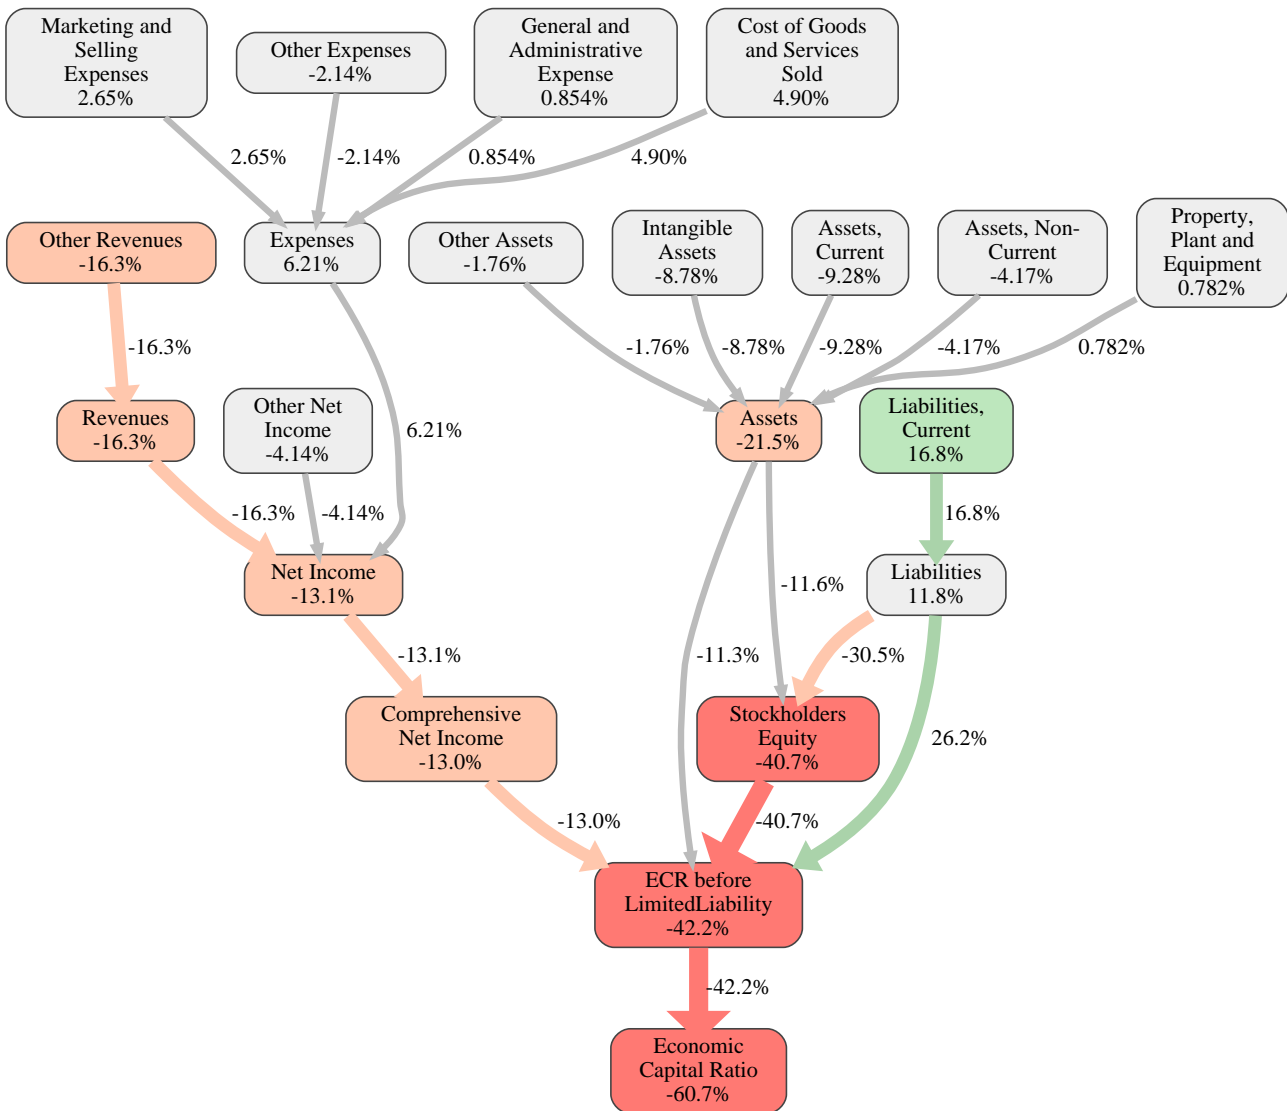 Marketing and
Selling
Expenses
2.65%
Other Expenses
-2.14%
General and
Administrative
Expense
0.854%
Cost of Goods
and Services
Sold
4.90%
2.65%
-2.14%
0.854%
4.90%
Other Revenues
-16.3%
Expenses
6.21%
Other Assets
-1.76%
Intangible
Assets
-8.78%
Assets,
Current
-9.28%
Assets, Non-
Current
-4.17%
Property,
Plant and
Equipment
0.782%
-16.3%
-1.76%
-8.78%
-9.28%
-4.17%
0.782%
Revenues
-16.3%
Other Net
Income
-4.14%
6.21%
Assets
-21.5%
Liabilities,
Current
16.8%
-16.3%
-4.14%
16.8%
Net Income
-13.1%
-11.6%
Liabilities
11.8%
-13.1%
-11.3%
-30.5%
Comprehensive
Net Income
-13.0%
Stockholders
Equity
-40.7%
26.2%
-13.0%
-40.7%
ECR before
LimitedLiability
-42.2%
-42.2%
Economic
Capital Ratio
-60.7%